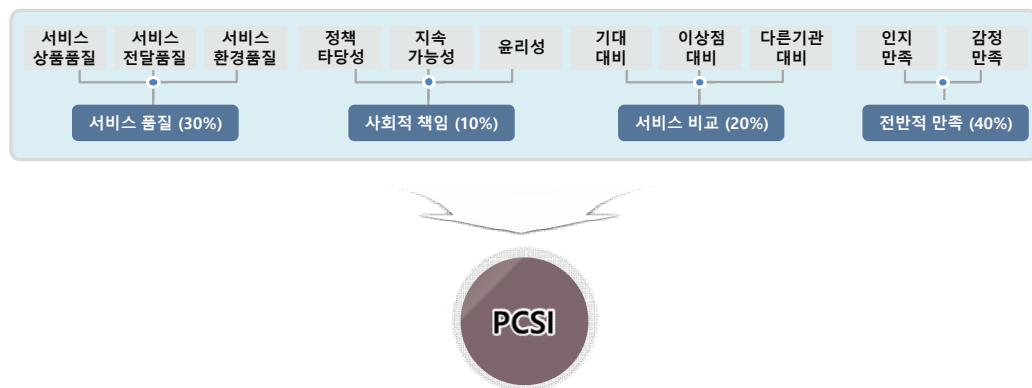 서비스
상품품질
서비스
전달품질
서비스
환경품질
정책
타당성
지속
가능성
윤리성
기대
대비
이상점
대비
다른기관
대비
인지
만족
감정
만족
서비스 품질 (30%)
사회적 책임 (10%)
서비스 비교 (20%)
전반적 만족 (40%)
PCSI